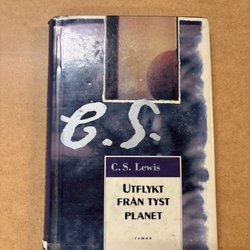 C.S.
C. S. Lewis
UTFLYKT
FRÅN TYST
PLANET
roman